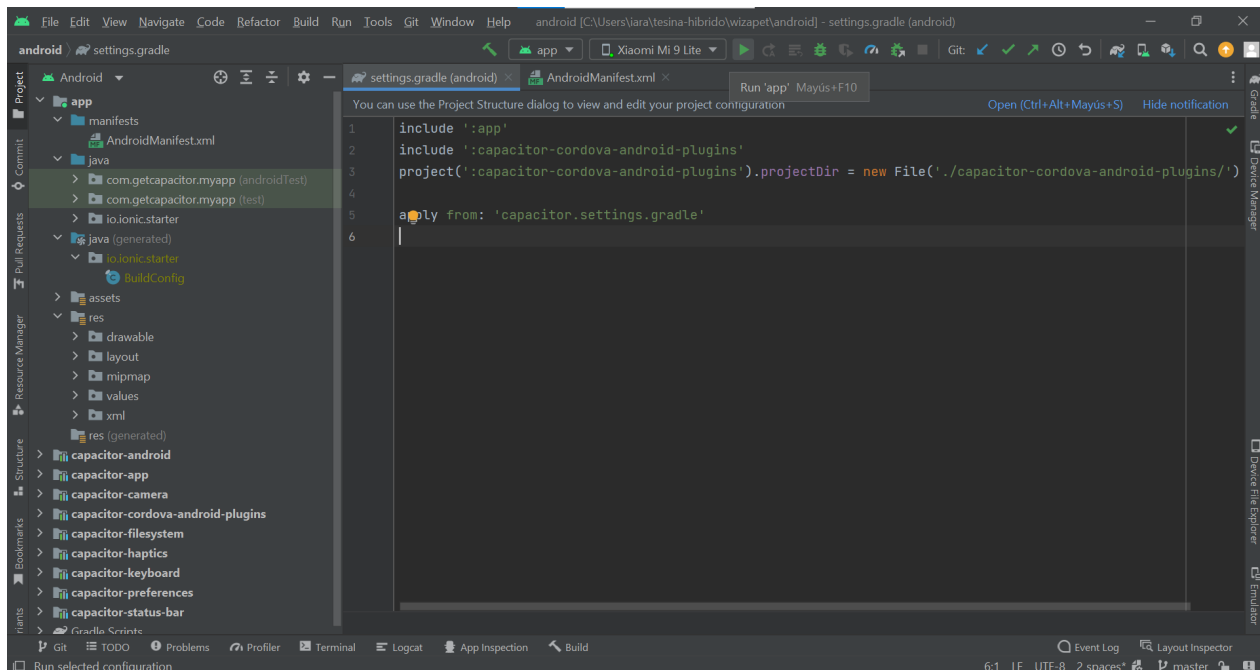 File Edit View Navigate Code Refactor Build Run Tools Git Window Help android [C:\Users\iara\tesina-hibrido\wizapet\android] - settings.gradle (android)
android settings.gradle app Xiaomi Mi 9 Lite Git:
Project
Commit
Pull Requests
Resource Manager
Structure
Bookmarks
Android
app
manifests
AndroidManifest.xml
java
com.getcapacitor.myapp (androidTest)
com.getcapacitor.myapp (test)
io.ionic.starter
java (generated)
io.ionic.starter
BuildConfig
assets
res
drawable
layout
mipmap
values
xml
res (generated)
capacitor-android
capacitor-app
capacitor-camera
capacitor-cordova-android-plugins
capacitor-filesystem
capacitor-haptics
capacitor-keyboard
capacitor-preferences
capacitor-status-bar
Gradle Scripts
settings.gradle (android) AndroidManifest.xml
Run 'app' Mayús+F10
You can use the Project Structure dialog to view and edit your project configuration Open (Ctrl+Alt+Mayús+S) Hide notification
1 include ':app'
2 include ':capacitor-cordova-android-plugins'
3 project(':capacitor-cordova-android-plugins').projectDir = new File('./capacitor-cordova-android-plugins/')
4
5 apply from: 'capacitor.settings.gradle'
6
Gradle
Device Manager
Device File Explorer
Emulator
Git TODO Problems Profiler Terminal Logcat App Inspection Build Event Log Layout Inspector
Run selected configuration 6:1 LF UTF-8 2 spaces* master